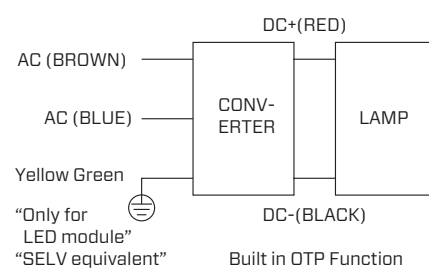 DC+(RED)
AC (BROWN)
CONV-
ERTER
LAMP
AC (BLUE)
Yellow Green
“Only for
LED module”
“SELV equivalent”
DC-(BLACK)
Built in OTP Function